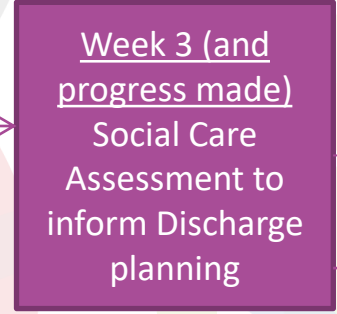 Week 3 (and
progress made)
Social Care
Assessment to
inform Discharge
planning